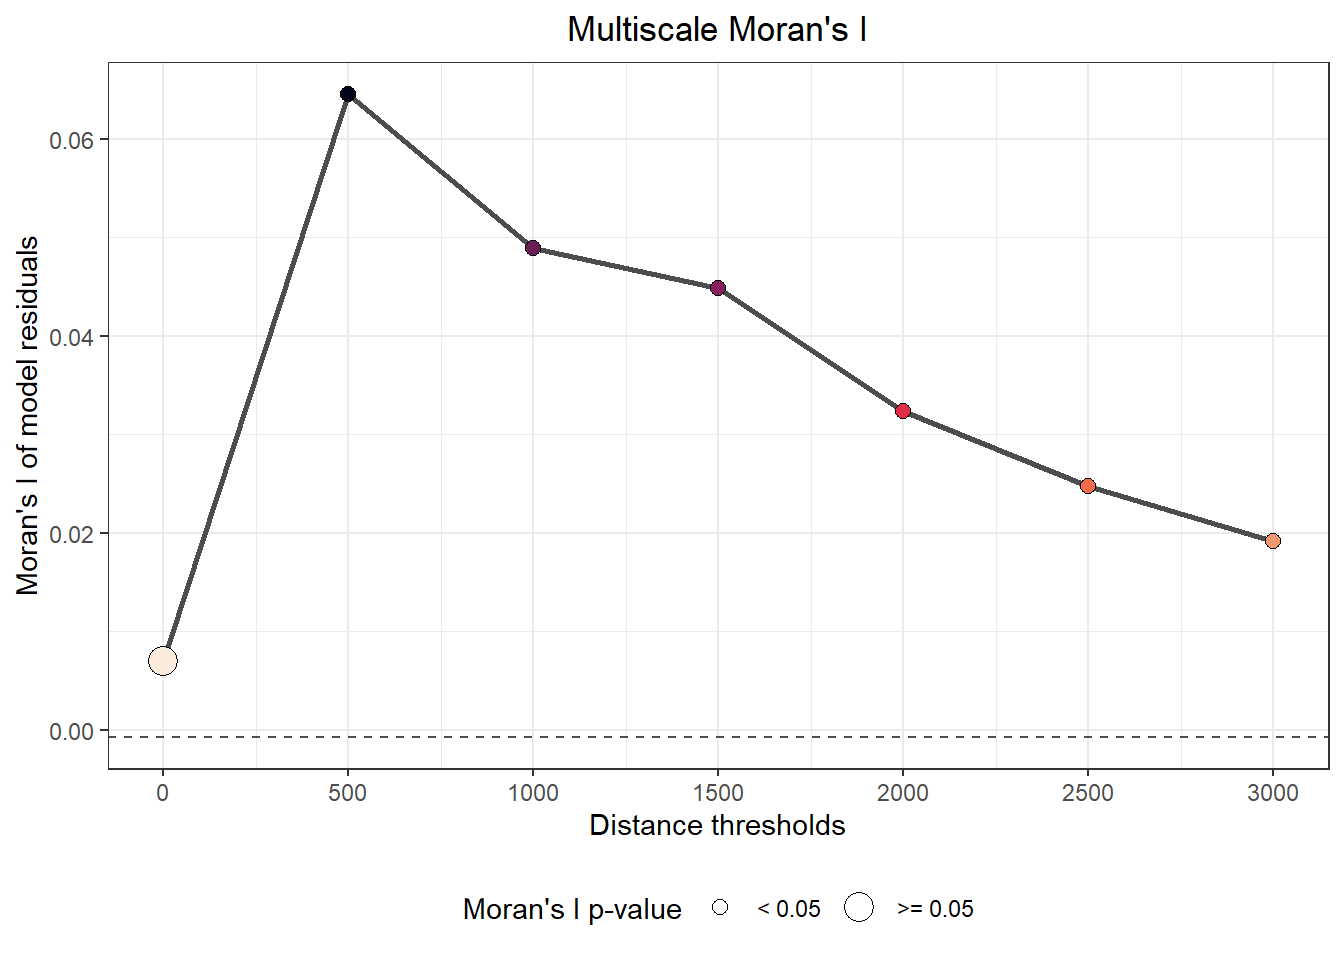 Multiscale Moran's I
Moran's I of model residuals
0.06
0.04
0.02
0.00
0 500 1000 1500 2000 2500 3000
Distance thresholds
Moran's I p-value < 0.05 >= 0.05